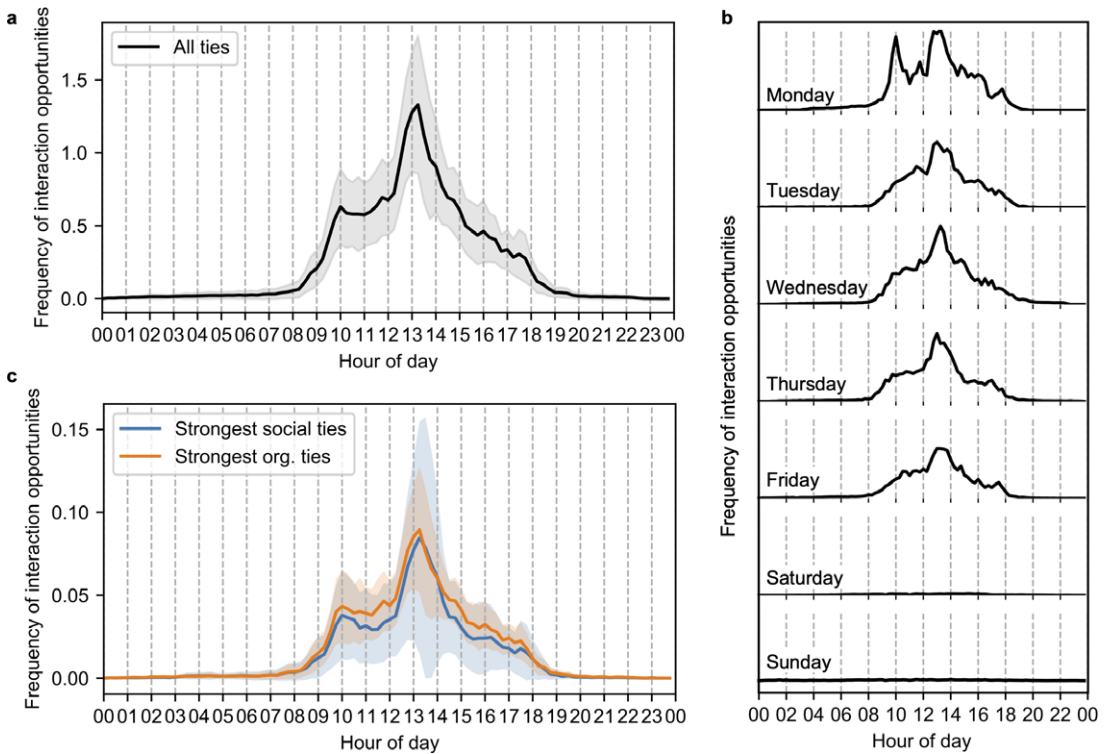 a
Frequency of interaction opportunities
All ties
1.5
1.0
0.5
0.0
00 01 02 03 04 05 06 07 08 09 10 11 12 13 14 15 16 17 18 19 20 21 22 23 00
Hour of day
c
Frequency of interaction opportunities
Strongest social ties
Strongest org. ties
0.15
0.10
0.05
0.00
00 01 02 03 04 05 06 07 08 09 10 11 12 13 14 15 16 17 18 19 20 21 22 23 00
Hour of day
b
Frequency of interaction opportunities
Monday
Tuesday
Wednesday
Thursday
Friday
Saturday
Sunday
00 02 04 06 08 10 12 14 16 18 20 22 00
Hour of day